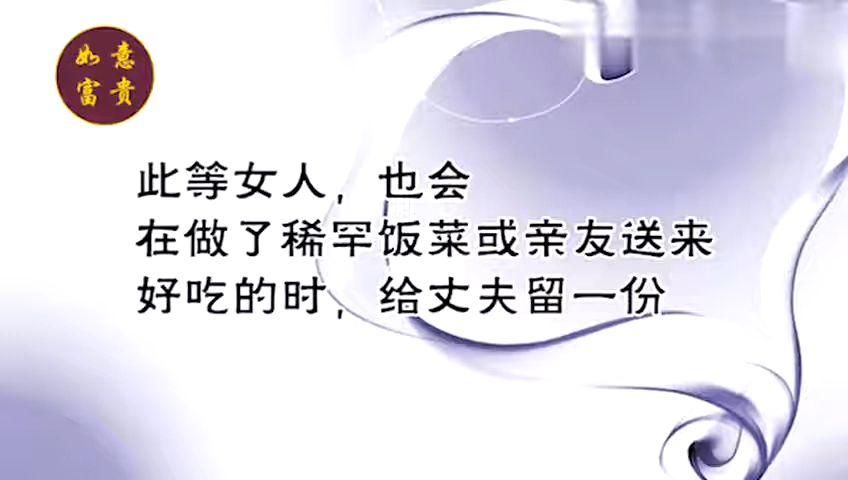 如意
富贵
此等女人，也会
在做了稀罕饭菜或亲友送来
好吃的时，给丈夫留一份